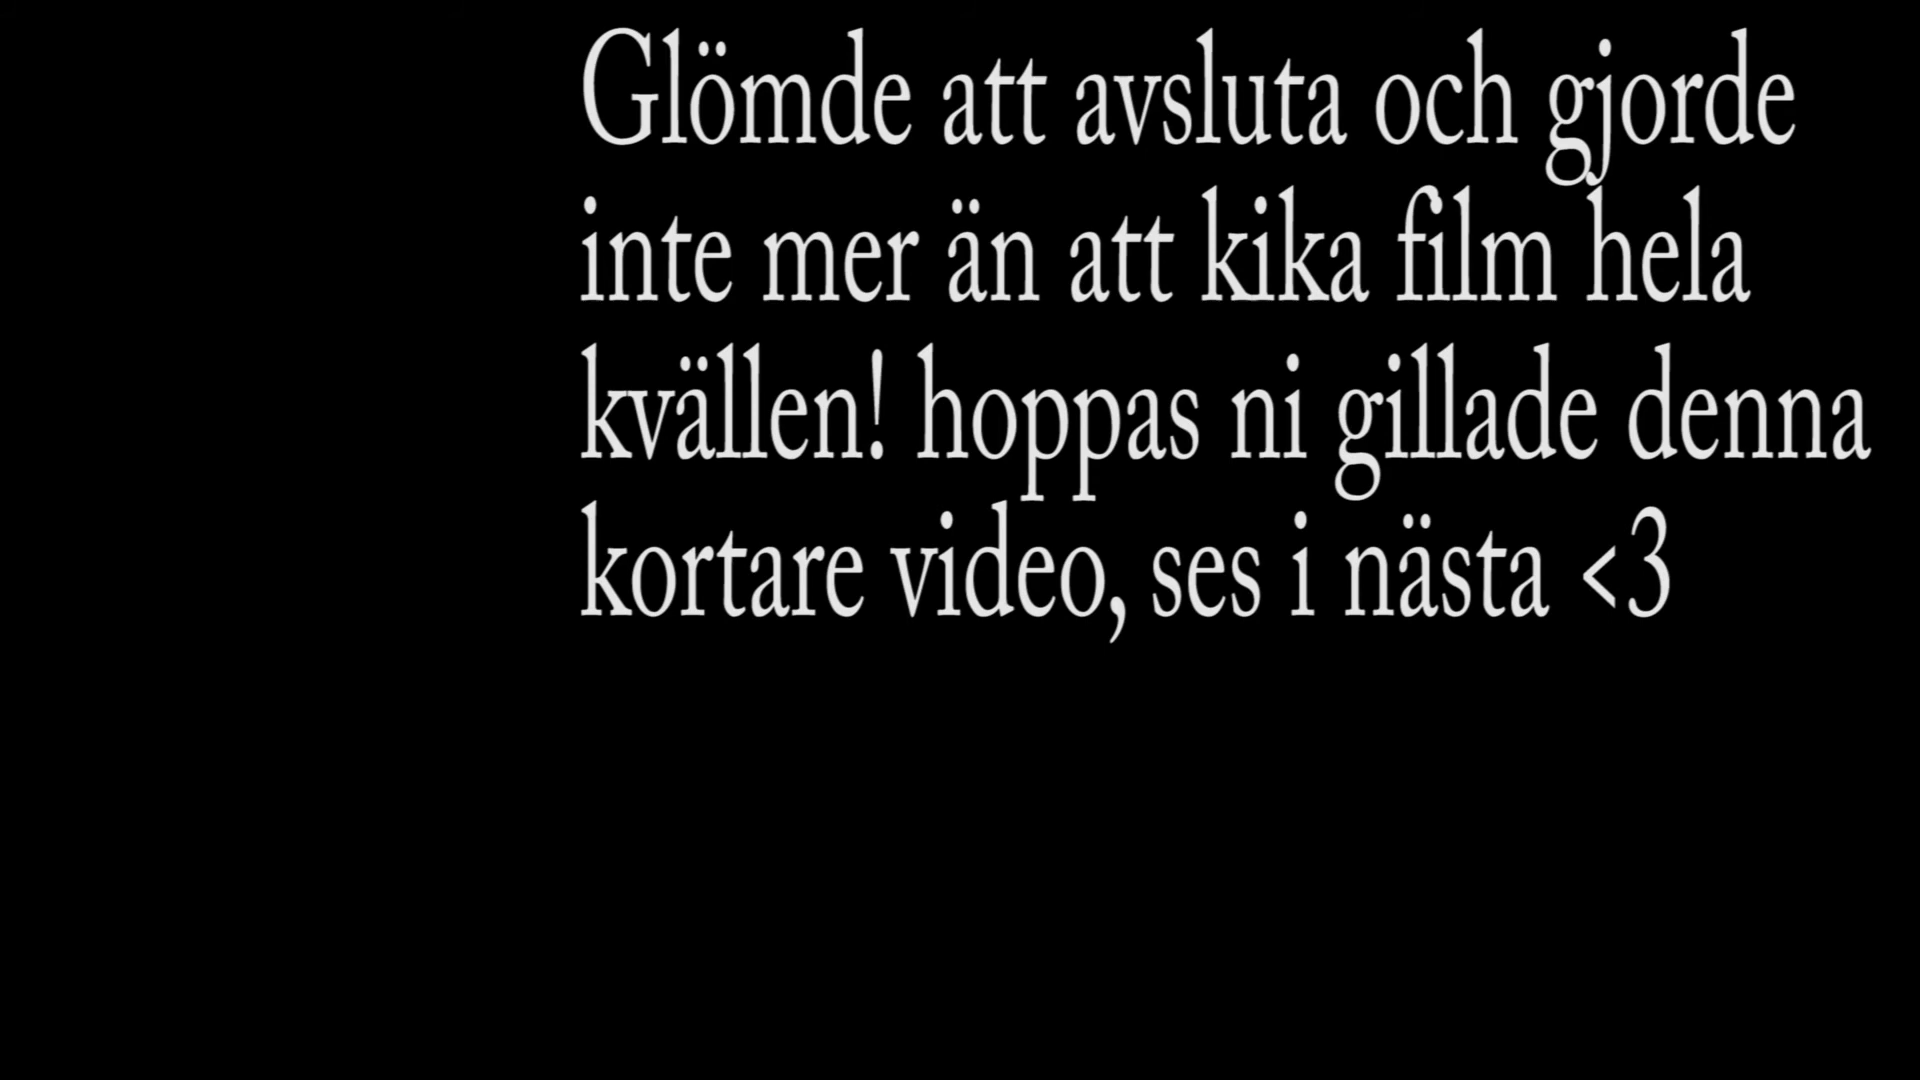 Glömde att avsluta och gjorde
inte mer än att kika film hela
kvällen! hoppas ni gillade denna
kortare video, ses i nästa <3